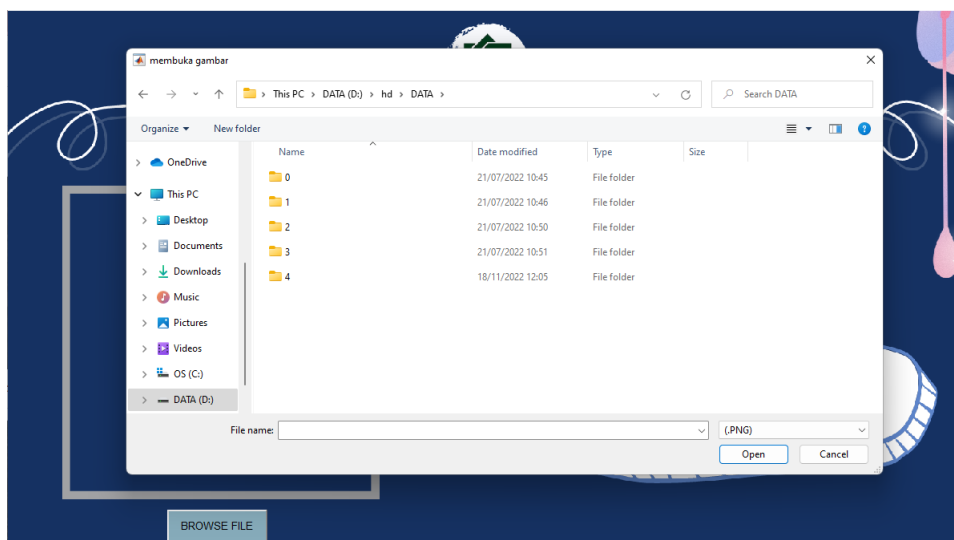 membuka gambar
This PC > DATA (D:) > hd > DATA >
Search DATA
Organize
New folder
Name Date modified Type Size
OneDrive
This PC
Desktop
Documents
Downloads
Music
Pictures
Videos
OS (C:)
DATA (D:)
0 21/07/2022 10:45 File folder
1 21/07/2022 10:46 File folder
2 21/07/2022 10:50 File folder
3 21/07/2022 10:51 File folder
4 18/11/2022 12:05 File folder
File name:
(.PNG)
Open
Cancel
BROWSE FILE